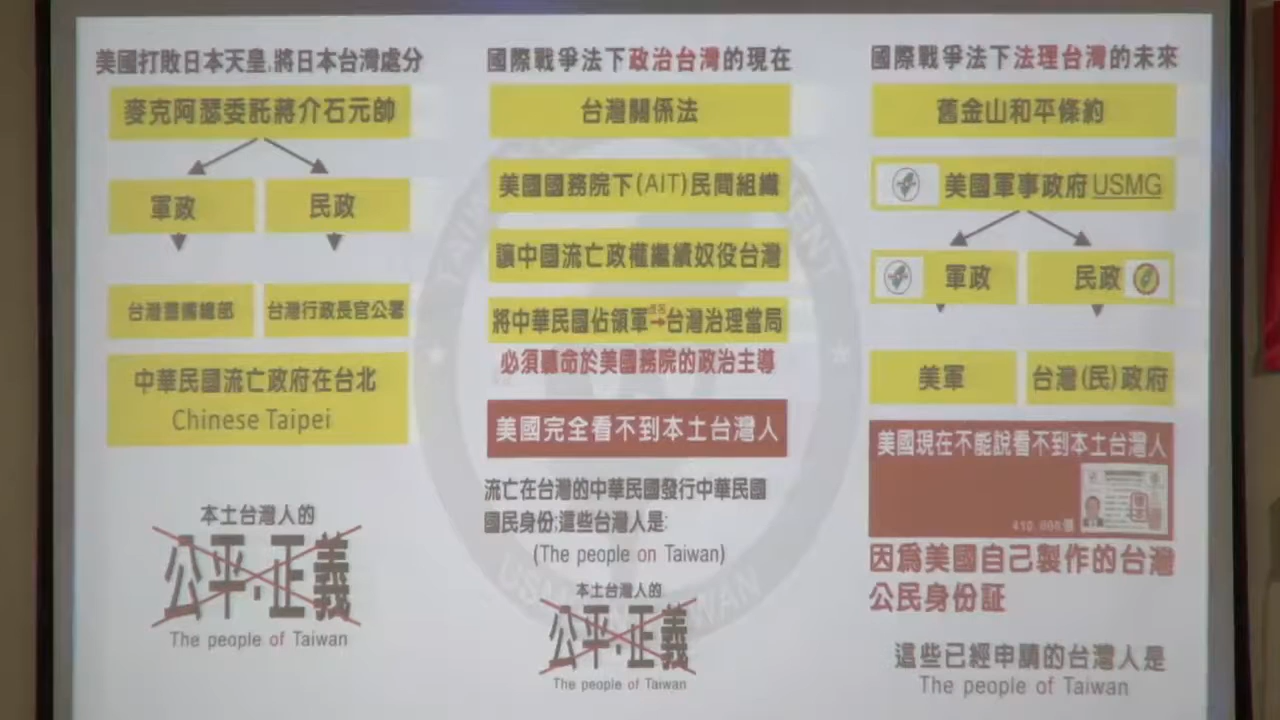 美國打敗日本天皇,將日本台灣處分
麥克阿瑟委託蔣介石元帥
軍政
民政
台灣行政長官公署
中華民國流亡政府在台北
Chinese Taipei
本土台灣人的
公平.正義
The people of Taiwan
國際戰爭法下政治台灣的現在
台灣關係法
美國國務院下(AIT)民間組織
讓中國流亡政權繼續奴役台灣
將中華民國佔領軍→台灣治理當局
必須聽命於美國務院的政治主導
美國完全看不到本土台灣人
流亡在台灣的中華民國發行中華民國
國民身份;這些台灣人是:
(The people on Taiwan)
本土台灣人的
公平.正義
The people of Taiwan
國際戰爭法下法理台灣的未來
舊金山和平條約
美國軍事政府USMG
軍政
民政
美軍
台灣(民)政府
美國現在不能說看不到本土台灣人
因為美國自己製作的台灣
公民身份証
這些已經申請的台灣人是
The people of Taiwan